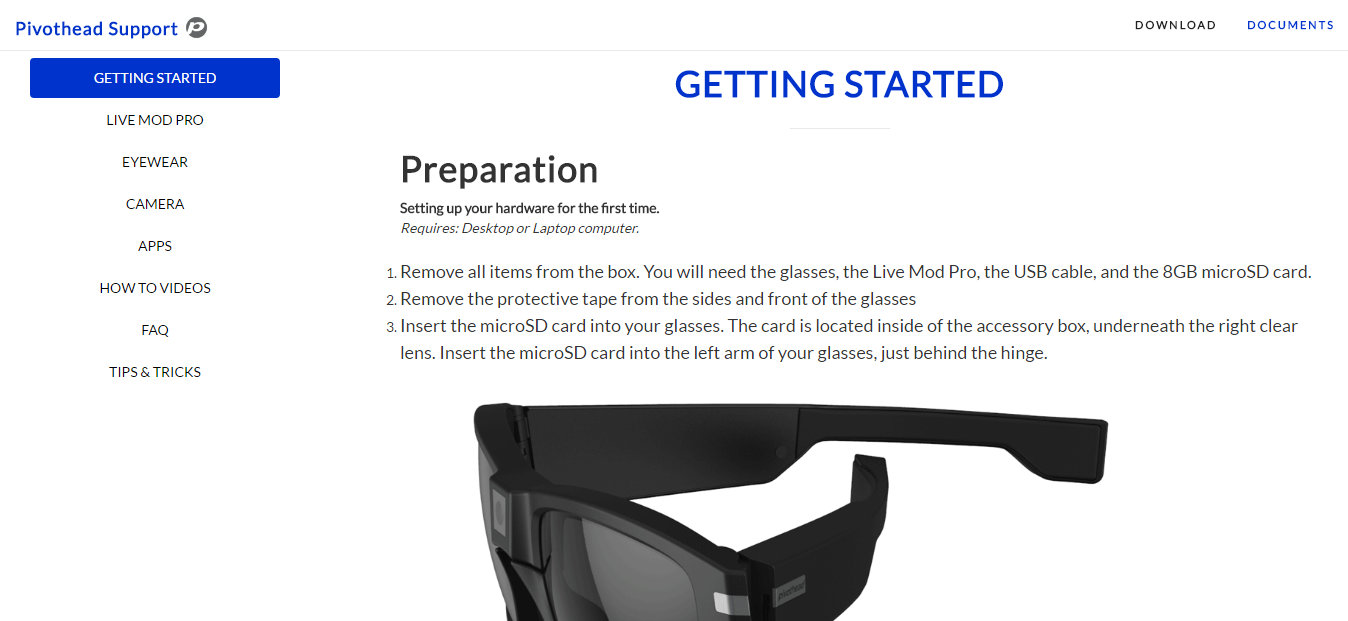 Pivothead Support
DOWNLOAD DOCUMENTS
GETTING STARTED
LIVE MOD PRO
EYEWEAR
CAMERA
APPS
HOW TO VIDEOS
FAQ
TIPS & TRICKS
GETTING STARTED
Preparation
Setting up your hardware for the first time.
Requires: Desktop or Laptop computer.
1. Remove all items from the box. You will need the glasses, the Live Mod Pro, the USB cable, and the 8GB microSD card.
2. Remove the protective tape from the sides and front of the glasses
3. Insert the microSD card into your glasses. The card is located inside of the accessory box, underneath the right clear
lens. Insert the microSD card into the left arm of your glasses, just behind the hinge.
pivothead